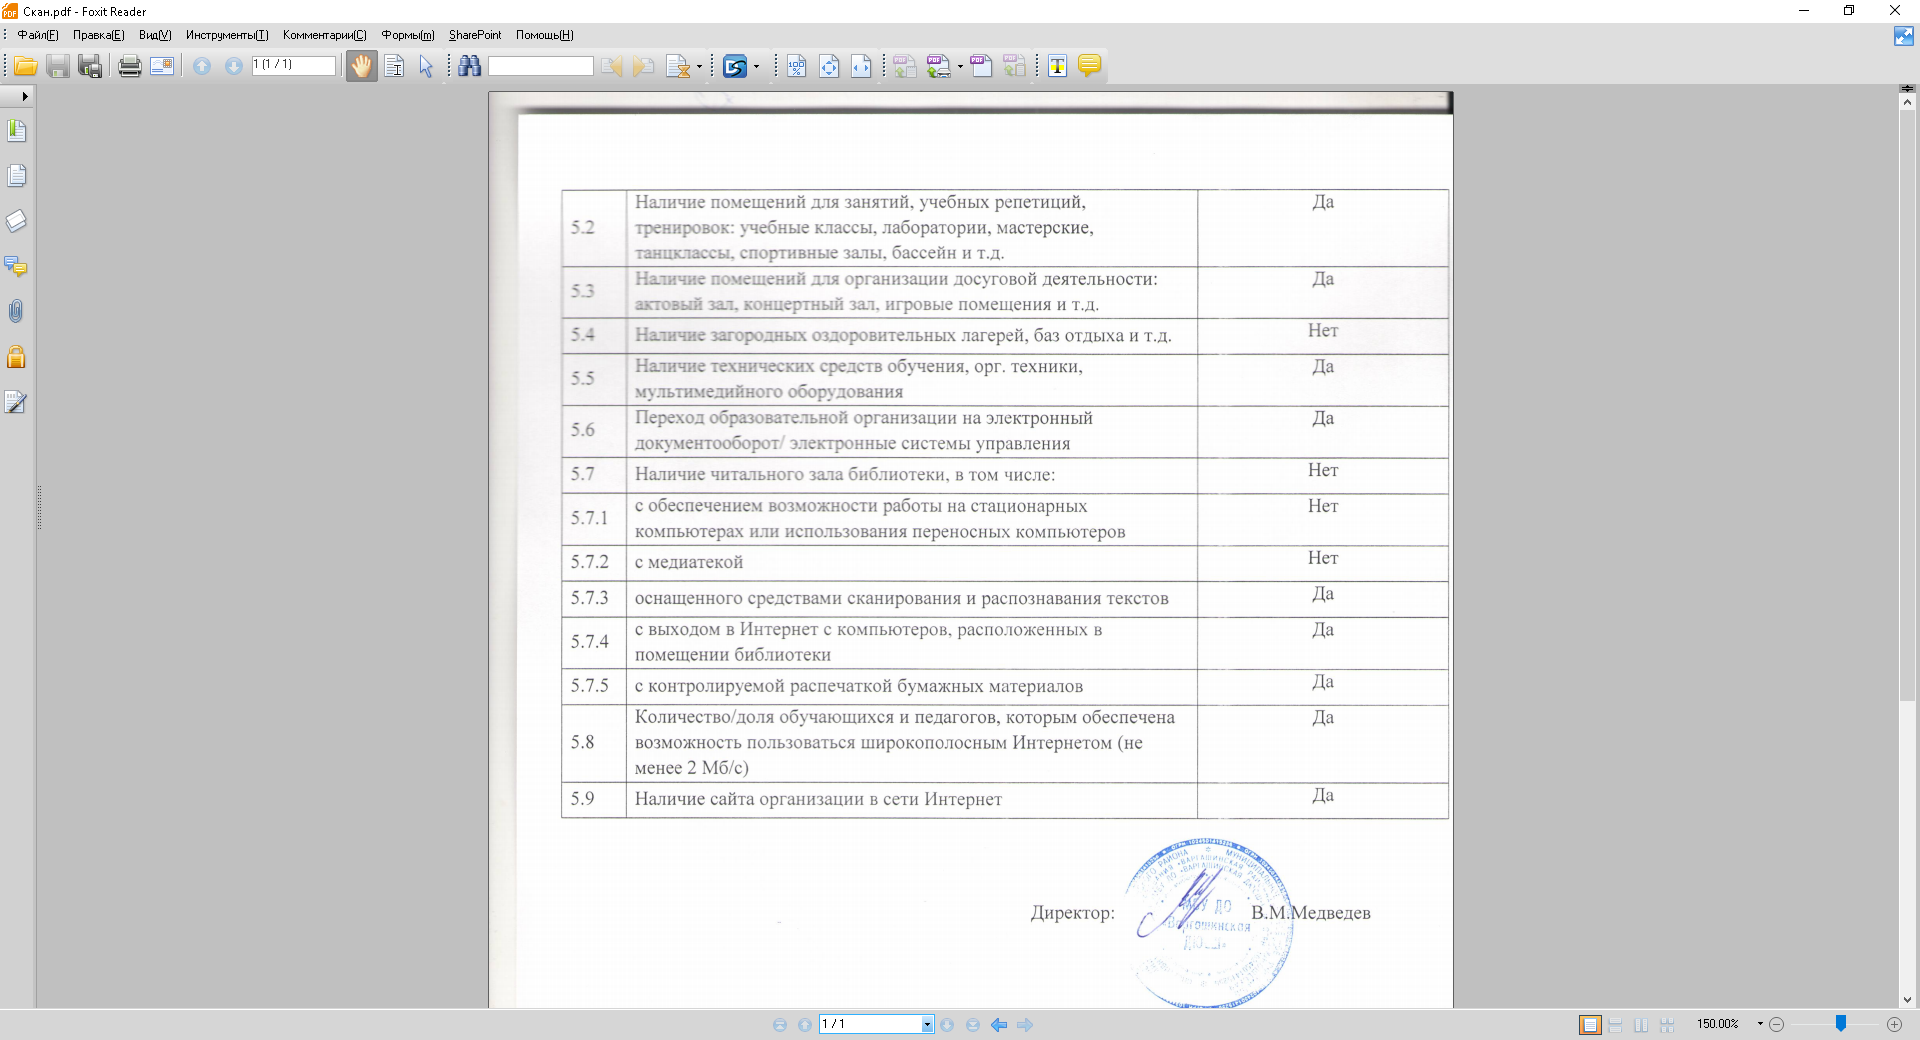 Скан.pdf - Foxit Reader
Файл(F) Правка(E) Вид(V) Инструменты(T) Комментарии(C) Формы(m) SharePoint Помощь(H)
1 (1 / 1)
5.2 Наличие помещений для занятий, учебных репетиций, Да
тренировок: учебные классы, лаборатории, мастерские,
танцклассы, спортивные залы, бассейн и т.д.
5.3 Наличие помещений для организации досуговой деятельности: Да
актовый зал, концертный зал, игровые помещения и т.д.
5.4 Наличие загородных оздоровительных лагерей, баз отдыха и т.д. Нет
5.5 Наличие технических средств обучения, орг. техники, Да
мультимедийного оборудования
5.6 Переход образовательной организации на электронный Да
документооборот/ электронные системы управления
5.7 Наличие читального зала библиотеки, в том числе: Нет
5.7.1 с обеспечением возможности работы на стационарных Нет
компьютерах или использования переносных компьютеров
5.7.2 с медиатекой Нет
5.7.3 оснащенного средствами сканирования и распознавания текстов Да
5.7.4 с выходом в Интернет с компьютеров, расположенных в Да
помещении библиотеки
5.7.5 с контролируемой распечаткой бумажных материалов Да
5.8 Количество/доля обучающихся и педагогов, которым обеспечена Да
возможность пользоваться широкополосным Интернетом (не
менее 2 Мб/с)
5.9 Наличие сайта организации в сети Интернет Да
Директор: В.М.Медведев
МБУ ДО
1 / 1
150.00%